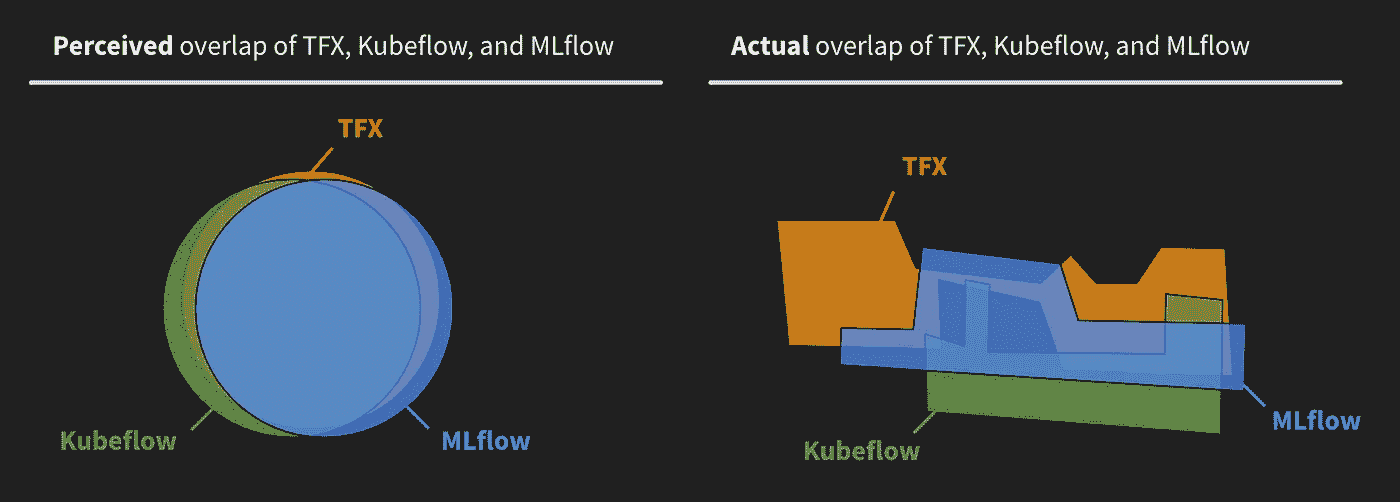 Perceived overlap of TFX, Kubeflow, and MLflow
TFX
Kubeflow
MLflow
Actual overlap of TFX, Kubeflow, and MLflow
TFX
MLflow
Kubeflow